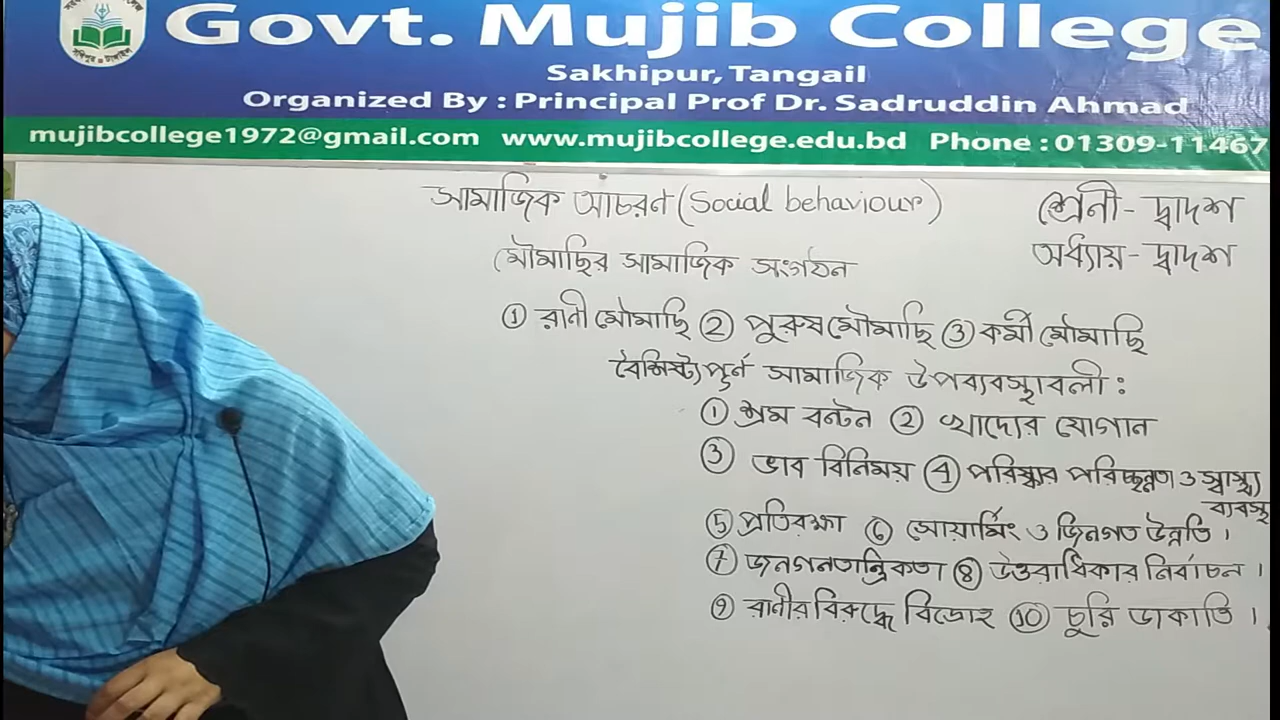 Govt. Mujib College
Sakhipur, Tangail
Organized By : Principal Prof Dr. Sadruddin Ahmad
mujibcollege1972@gmail.com www.mujibcollege.edu.bd Phone : 01309-11467
সামাজিক আচরণ (Social behaviour) শ্রেনী - দ্বাদশ
মৌমাছির সামাজিক সংগঠন অধ্যায় - দ্বাদশ
① রানী মৌমাছি ② পুরুষ মৌমাছি ③ কর্মী মৌমাছি
বৈশিষ্ট্যপূর্ন সামাজিক উপব্যবস্থাবলী :
① শ্রম বন্টন ② খাদ্যের যোগান
③ ভাব বিনিময় ④ পরিষ্কার পরিচ্ছন্নতা ও স্বাস্থ্য
ব্যবস্থ
⑤ প্রতিরক্ষা ⑥ সোয়ার্মিং ও জিনগত উন্নতি ।
⑦ জনগনতান্ত্রিকতা ⑧ উত্তরাধিকার নির্বাচন ।
⑨ রাণীর বিরুদ্ধে বিদ্রোহ ⑩ চুরি ডাকাতি ।